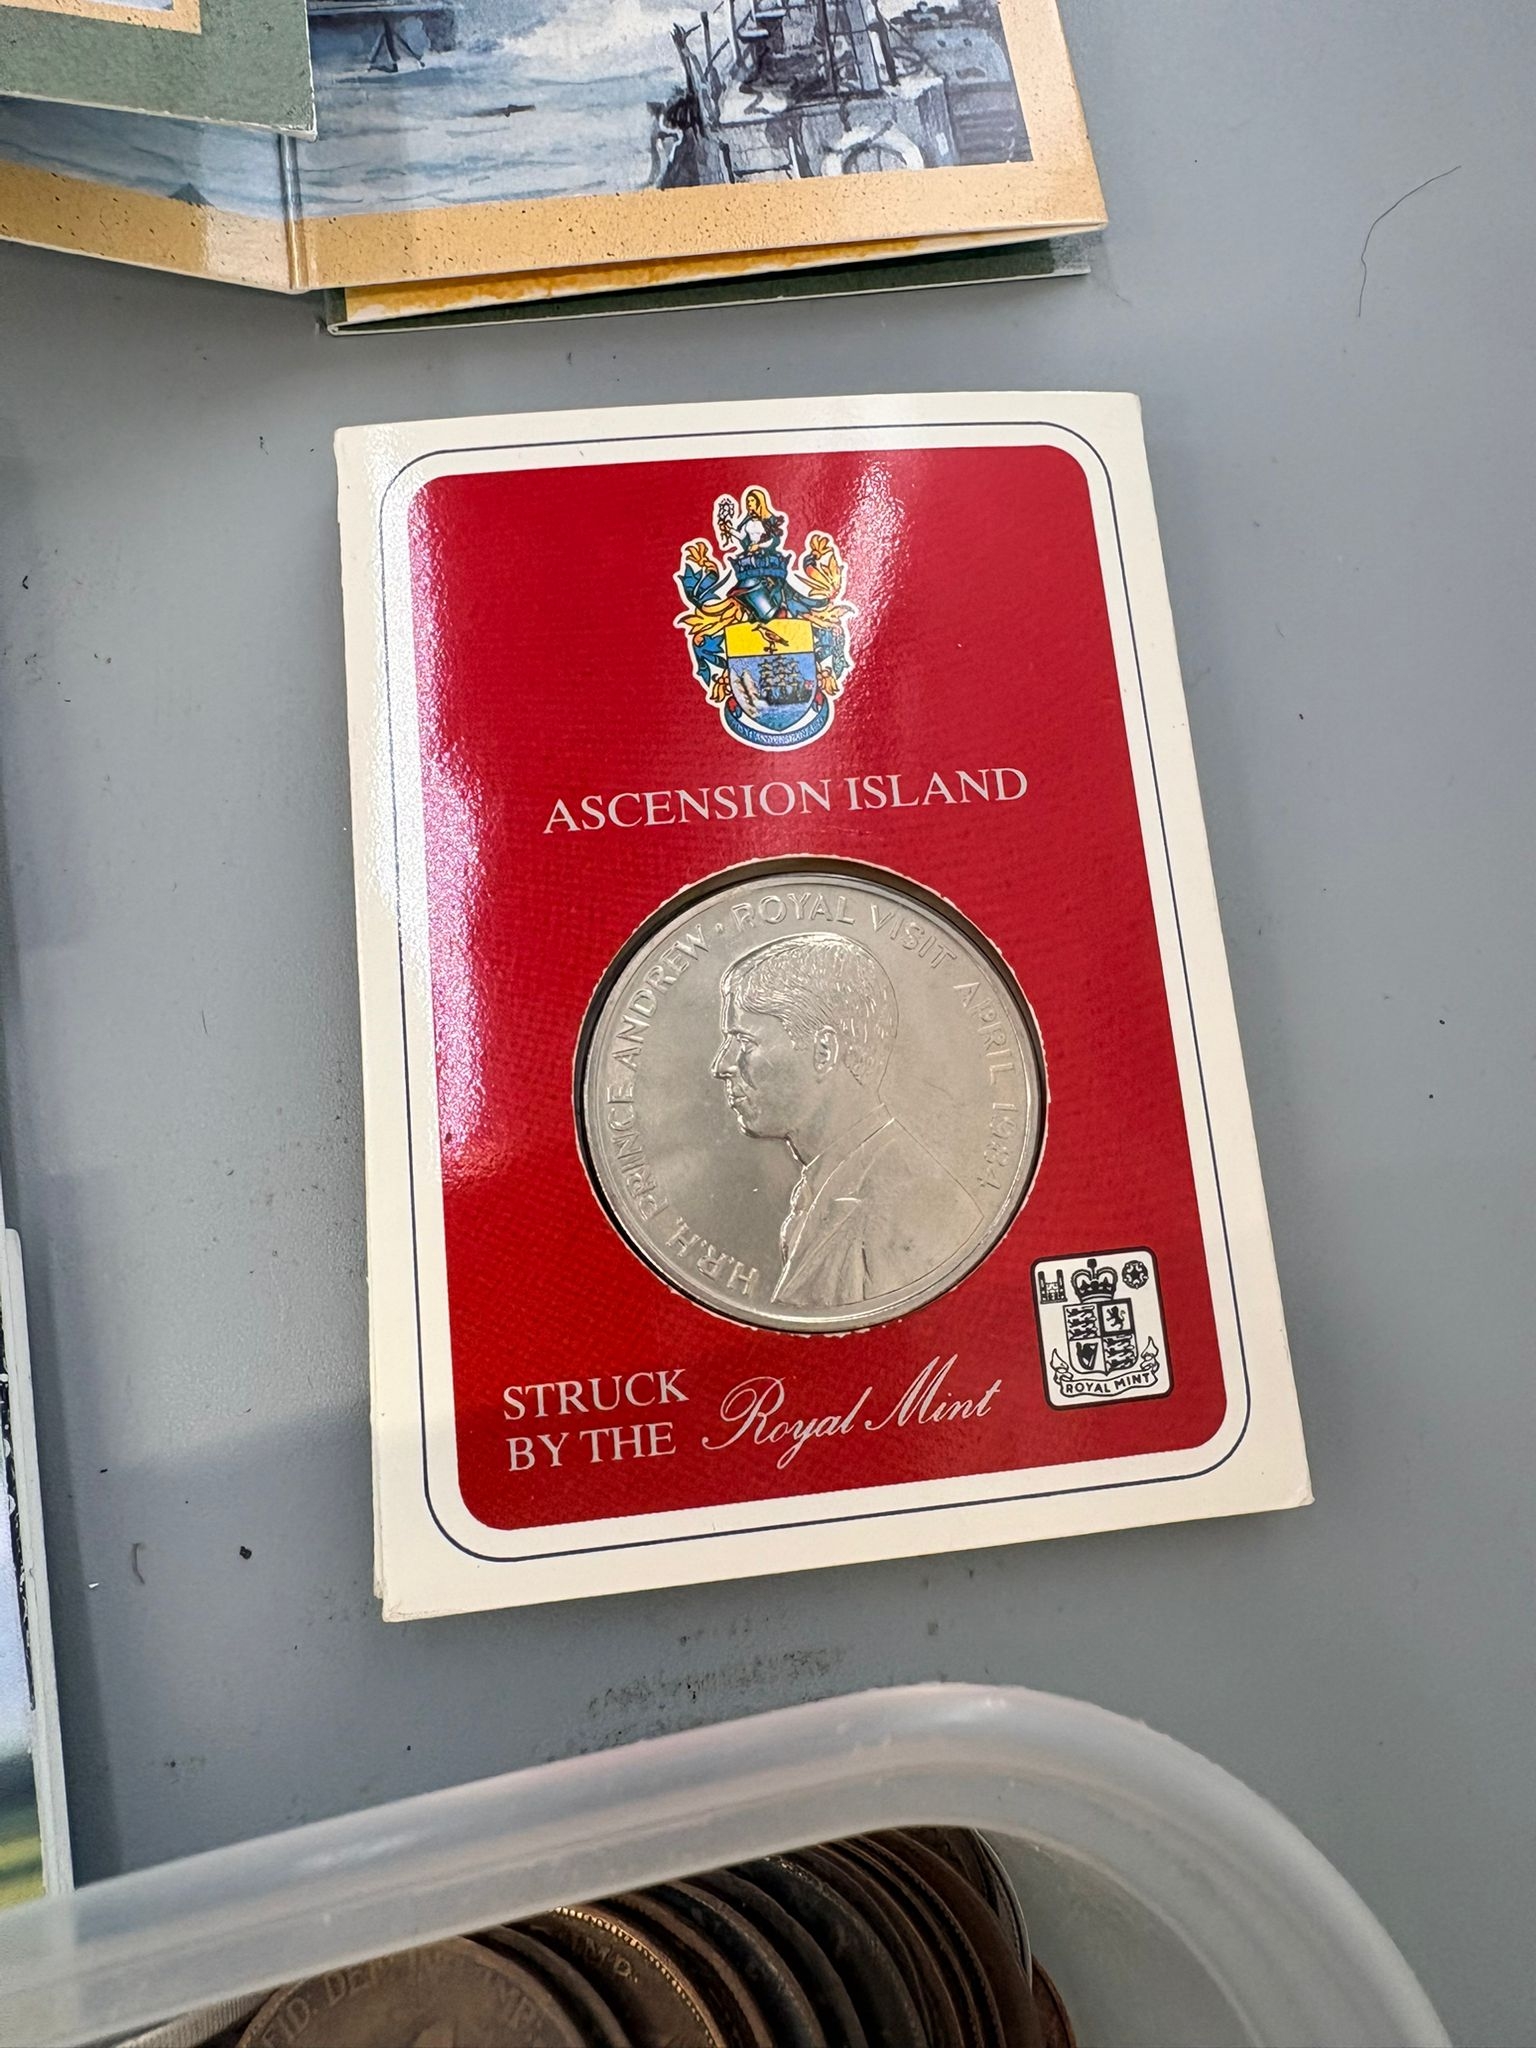 ASCENSION ISLAND
H.R.H. PRINCE ANDREW · ROYAL VISIT APRIL 1984
STRUCK
BY THE Royal Mint
ROYAL MINT